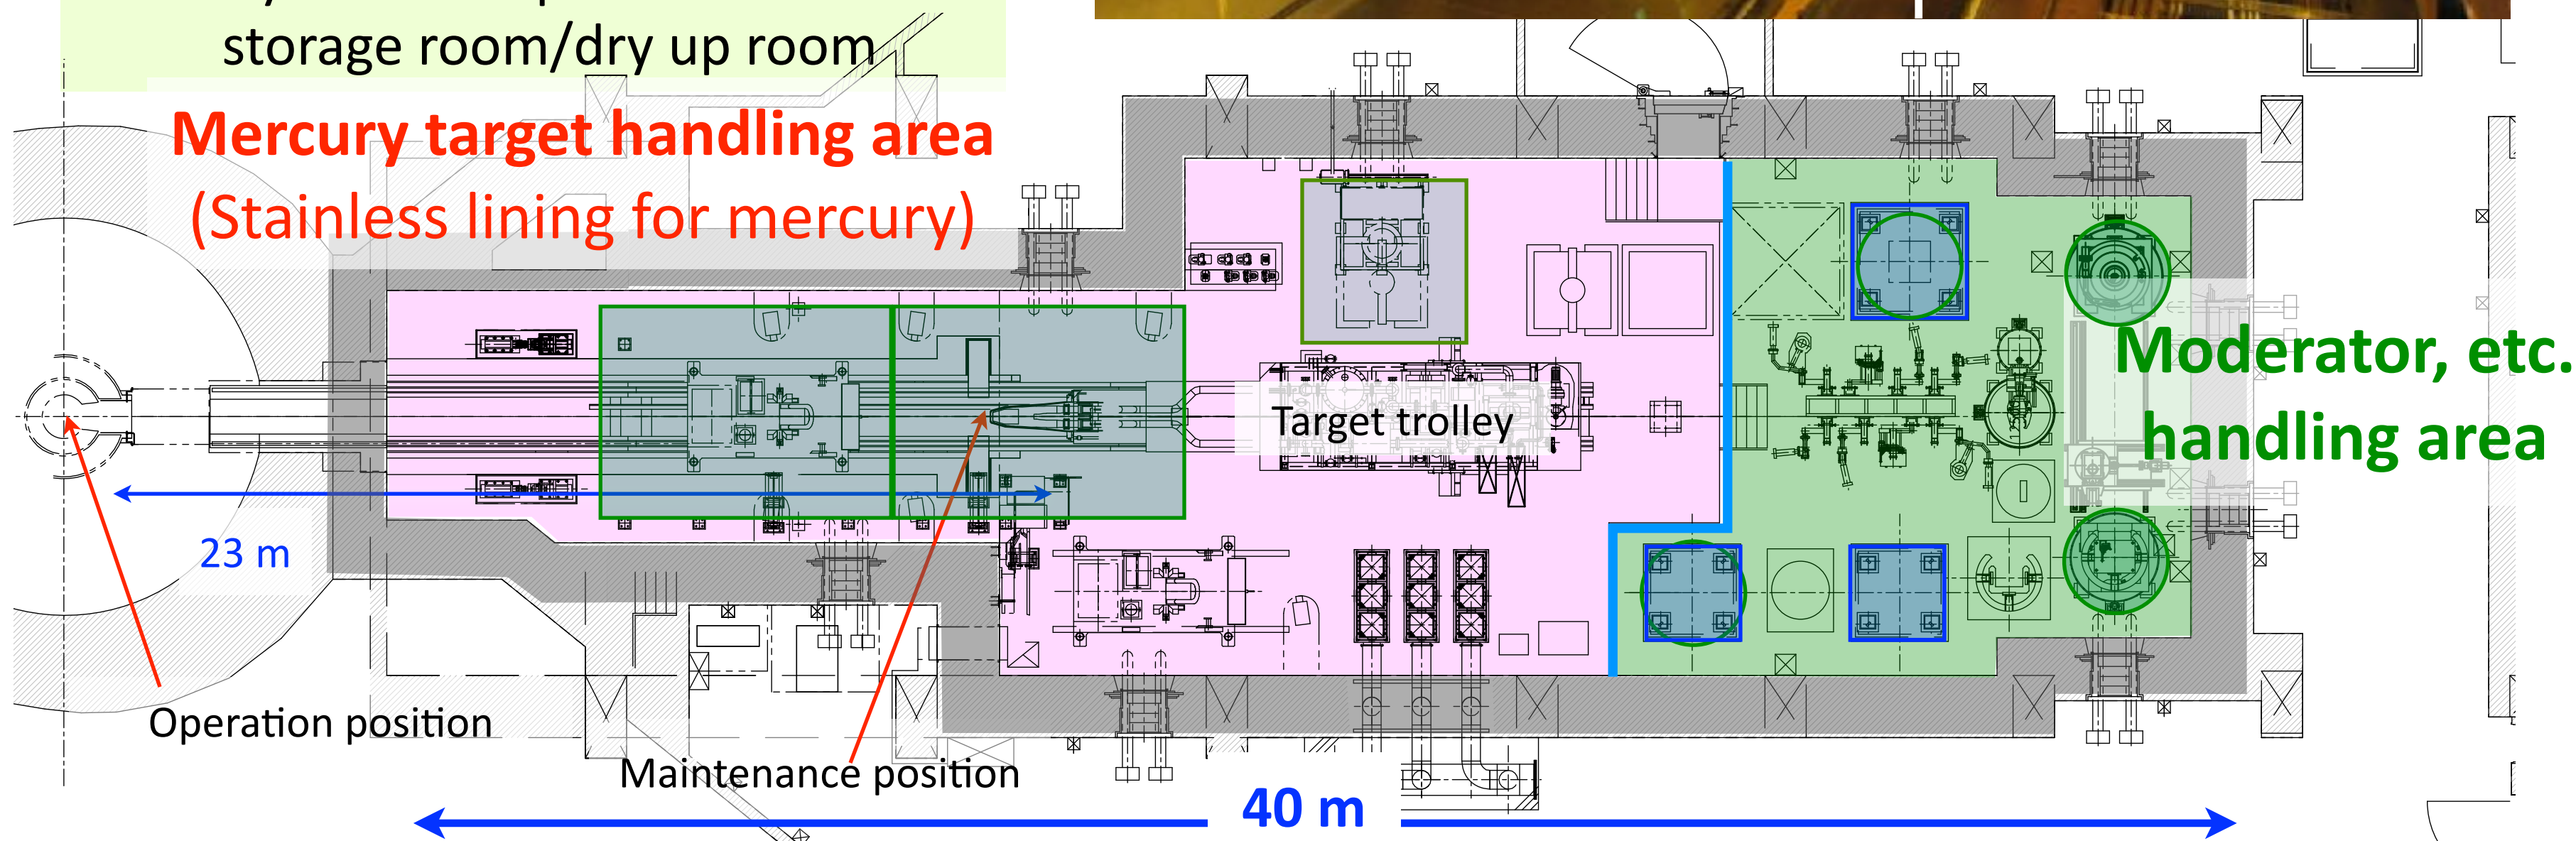 storage room/dry up room
Mercury target handling area
(Stainless lining for mercury)
Target trolley
Moderator, etc.
handling area
23 m
Operation position
Maintenance position
40 m